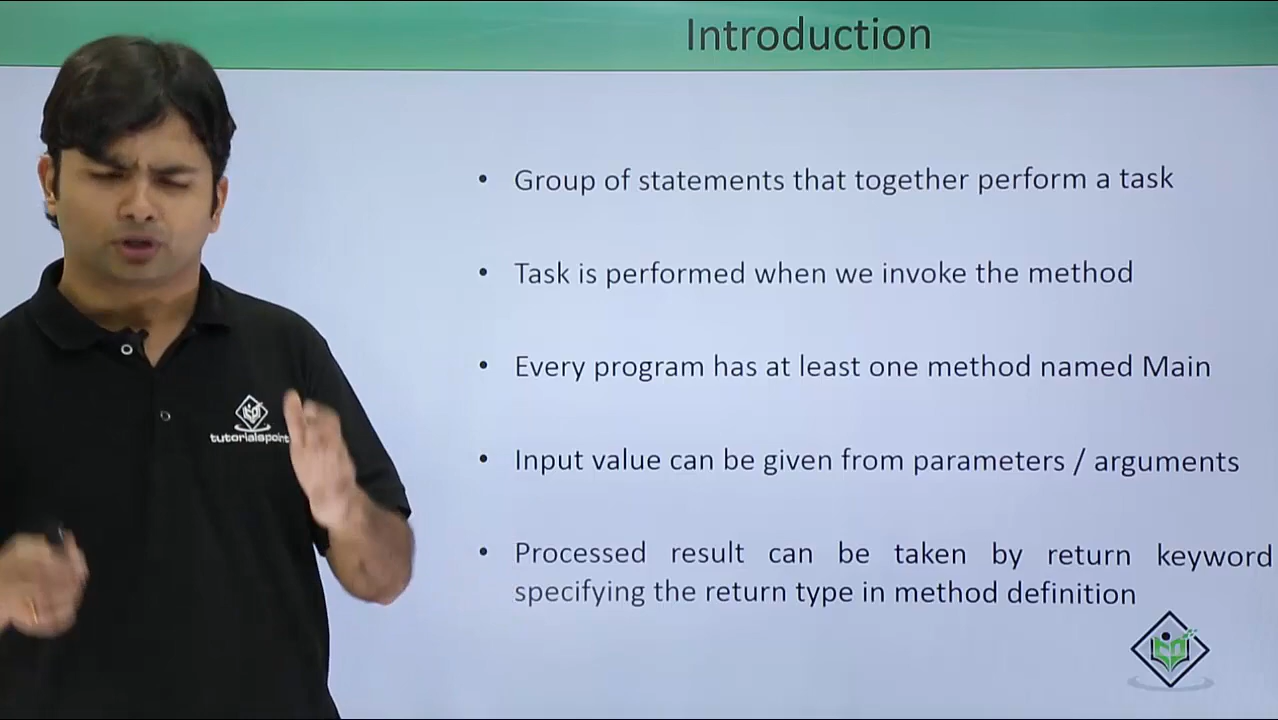 Introduction
• Group of statements that together perform a task
• Task is performed when we invoke the method
• Every program has at least one method named Main
• Input value can be given from parameters / arguments
• Processed result can be taken by return keyword
specifying the return type in method definition
tutorialspoint